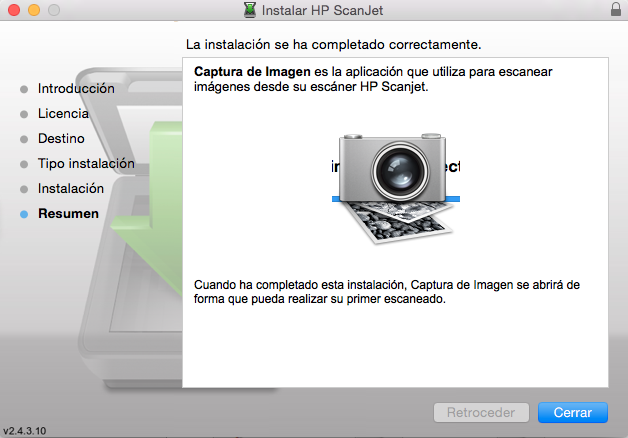 Instalar HP ScanJet
La instalación se ha completado correctamente.
Introducción
Licencia
Destino
Tipo instalación
Instalación
Resumen
Captura de Imagen es la aplicación que utiliza para escanear
imágenes desde su escáner HP Scanjet.
Cuando ha completado esta instalación, Captura de Imagen se abrirá de
forma que pueda realizar su primer escaneado.
Retroceder
Cerrar
v2.4.3.10